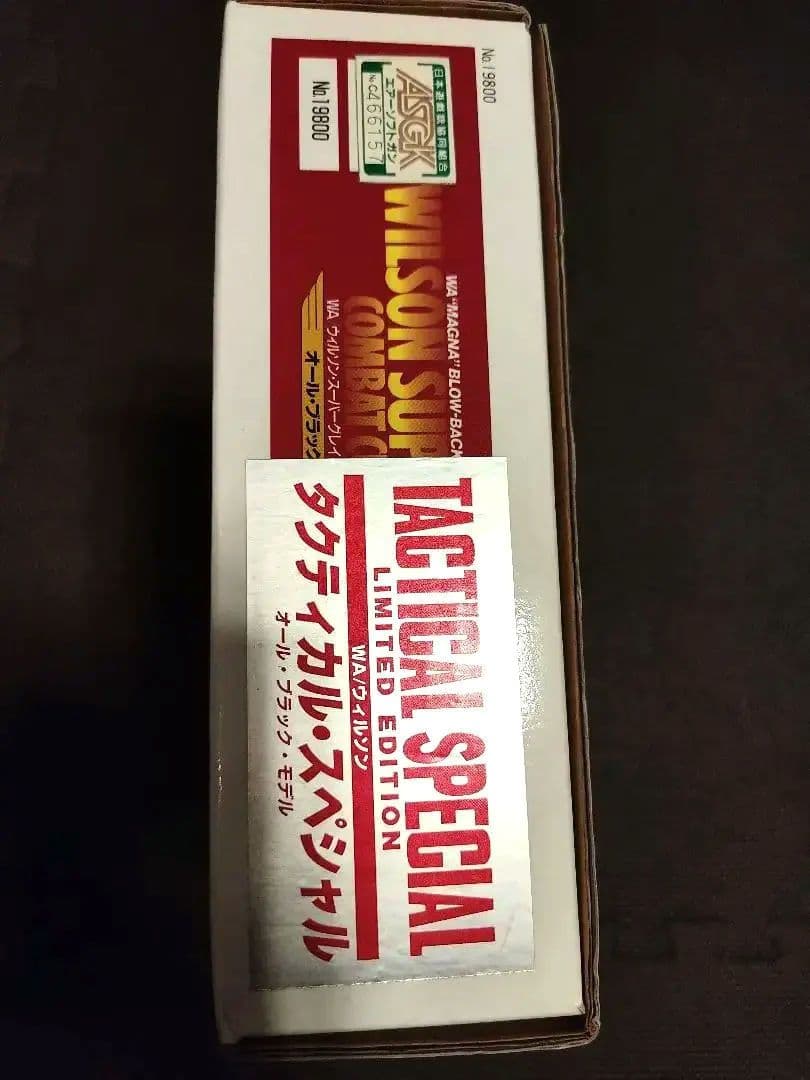 No.19800
No.19800
日本遊戯銃協同組合
ASGK
エアーソフトガン
No C466157
WA "MAGNA" BLOW-BACK
WILSON SUP
COMBAT
WA ウィルソン・スーパーグレイ
オール・ブラック
TACTICAL SPECIAL
LIMITED EDITION
WA/ウィルソン
タクティカル・スペシャル
オール・ブラック・モデル